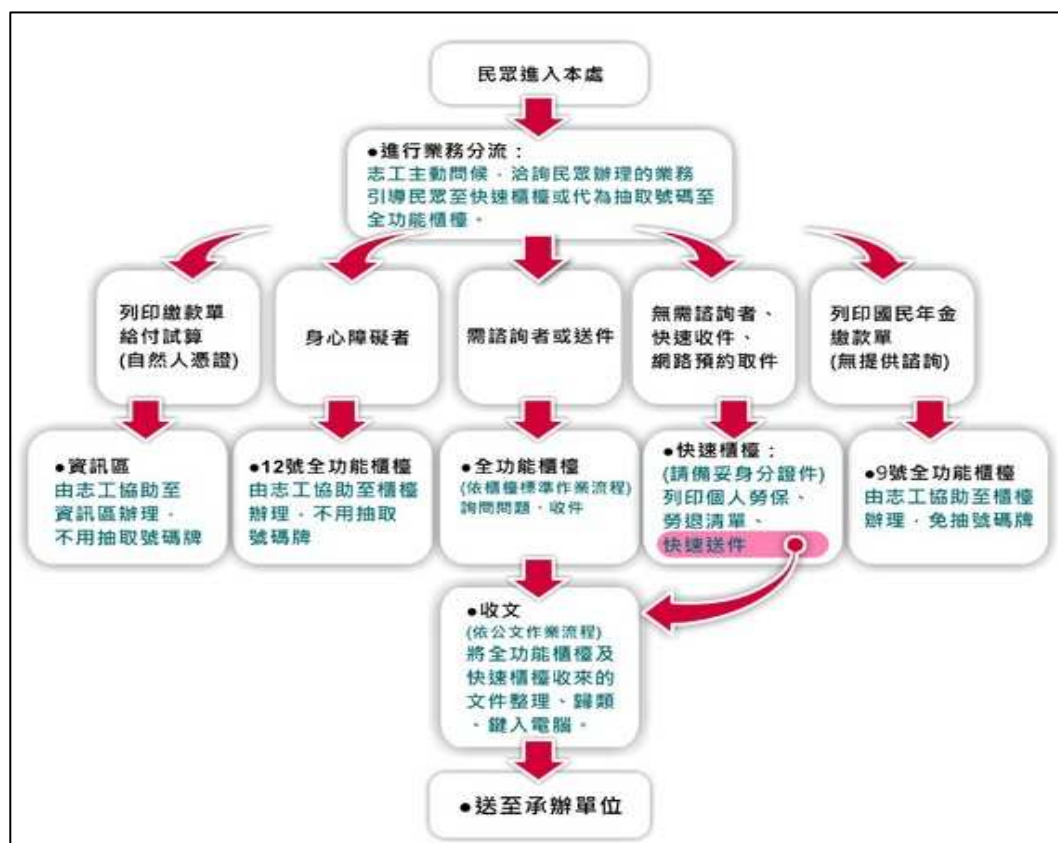 民眾進入本處
●進行業務分流：
志工主動問候，洽詢民眾辦理的業務
引導民眾至快速櫃檯或代為抽取號碼至
全功能櫃檯。
列印繳款單
給付試算
(自然人憑證)
身心障礙者
需諮詢者或送件
無需諮詢者、
快速收件、
網路預約取件
列印國民年金
繳款單
(無提供諮詢)
●資訊區
由志工協助至
資訊區辦理，
不用抽取號碼牌
●12號全功能櫃檯
由志工協助至櫃檯
辦理，不用抽取
號碼牌
●全功能櫃檯
(依櫃檯標準作業流程)
詢問問題，收件
●快速櫃檯：
(請備妥身分證件)
列印個人勞保、
勞退清單、
快速送件
●9號全功能櫃檯
由志工協助至櫃檯
辦理，免抽號碼牌
●收文
(依公文作業流程)
將全功能櫃檯及
快速櫃檯收來的
文件整理、歸類
、鍵入電腦。
●送至承辦單位